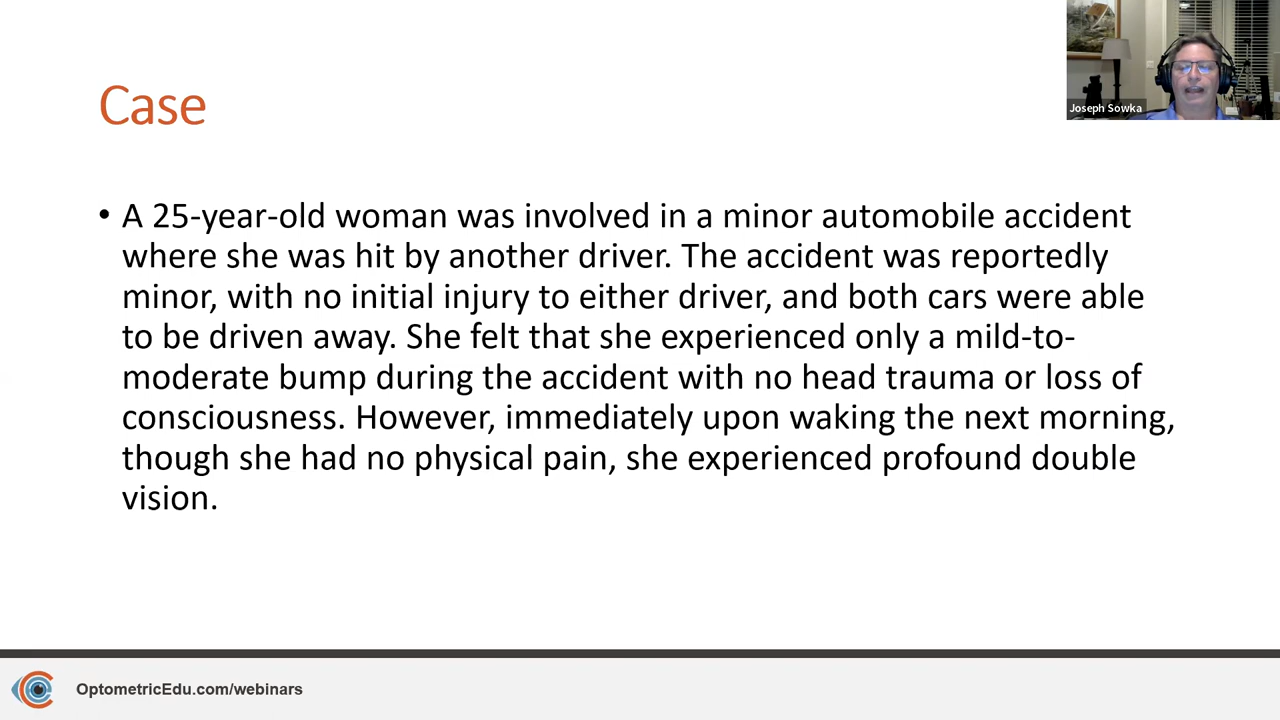 Joseph Sowka
Case
• A 25-year-old woman was involved in a minor automobile accident
where she was hit by another driver. The accident was reportedly
minor, with no initial injury to either driver, and both cars were able
to be driven away. She felt that she experienced only a mild-to-
moderate bump during the accident with no head trauma or loss of
consciousness. However, immediately upon waking the next morning,
though she had no physical pain, she experienced profound double
vision.
OptometricEdu.com/webinars